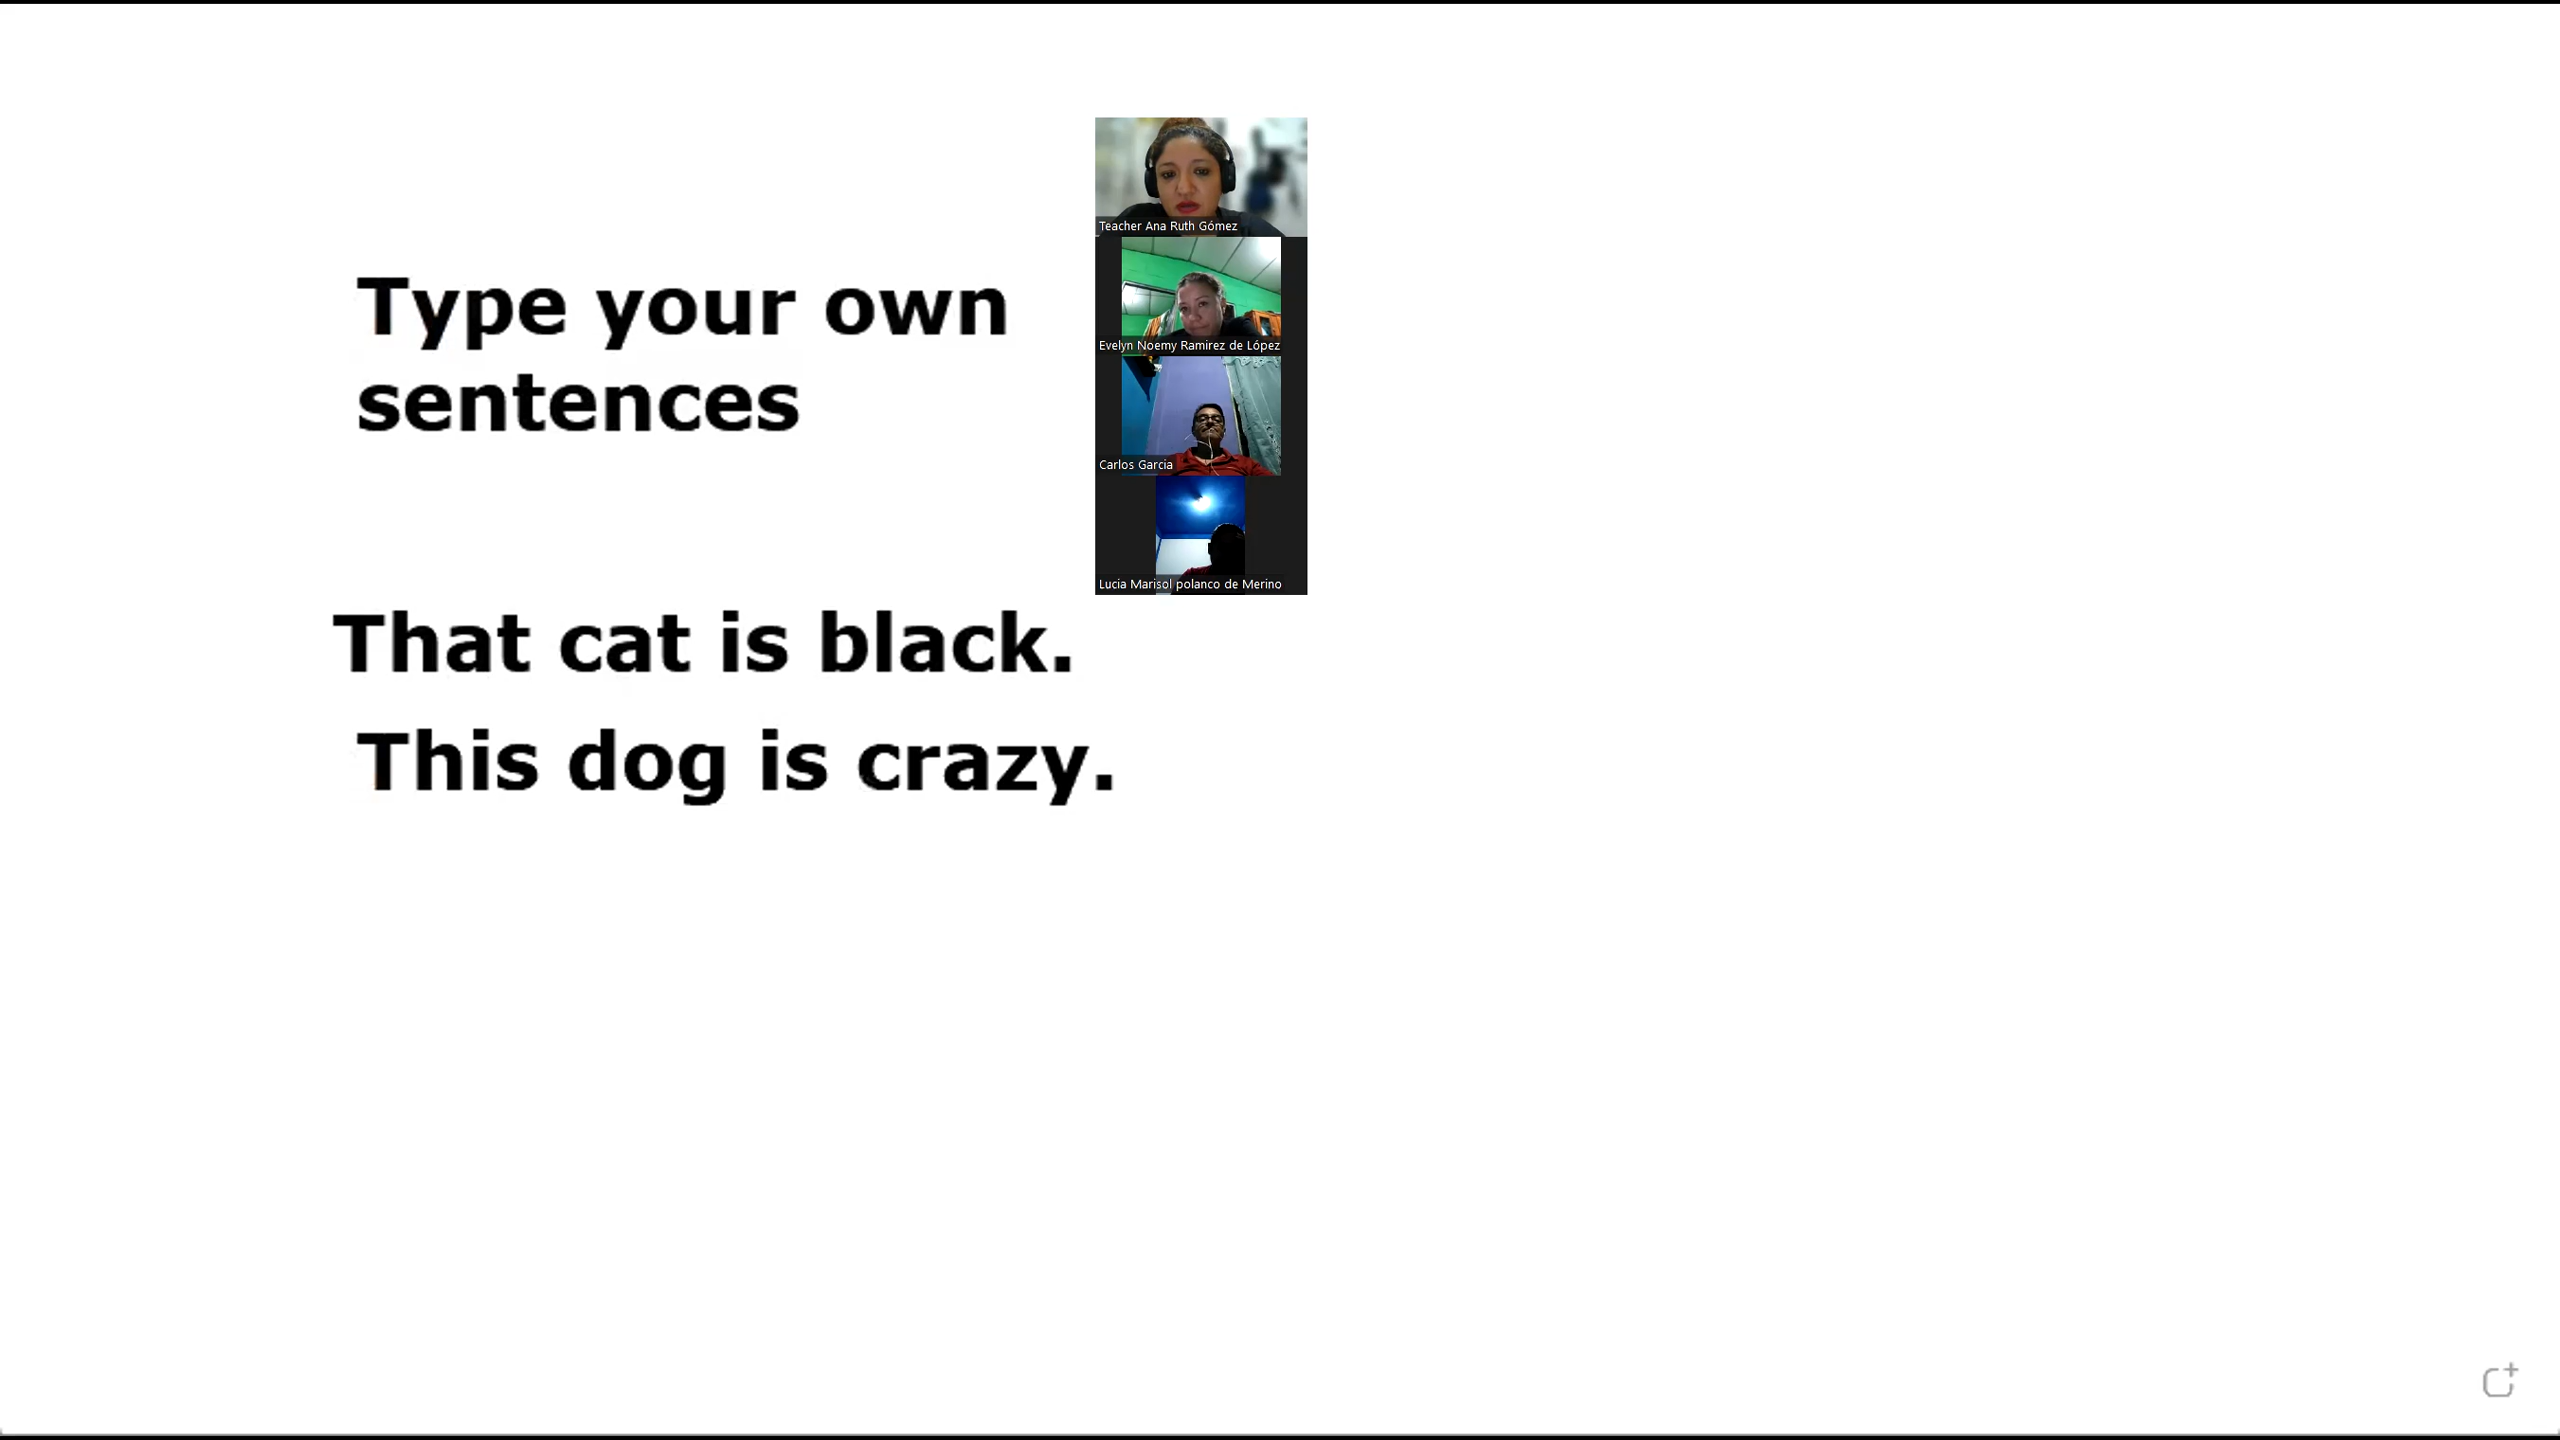 Type your own
sentences
That cat is black.
This dog is crazy.
Teacher Ana Ruth Gómez
Evelyn Noemy Ramirez de López
Carlos Garcia
Lucia Marisol polanco de Merino